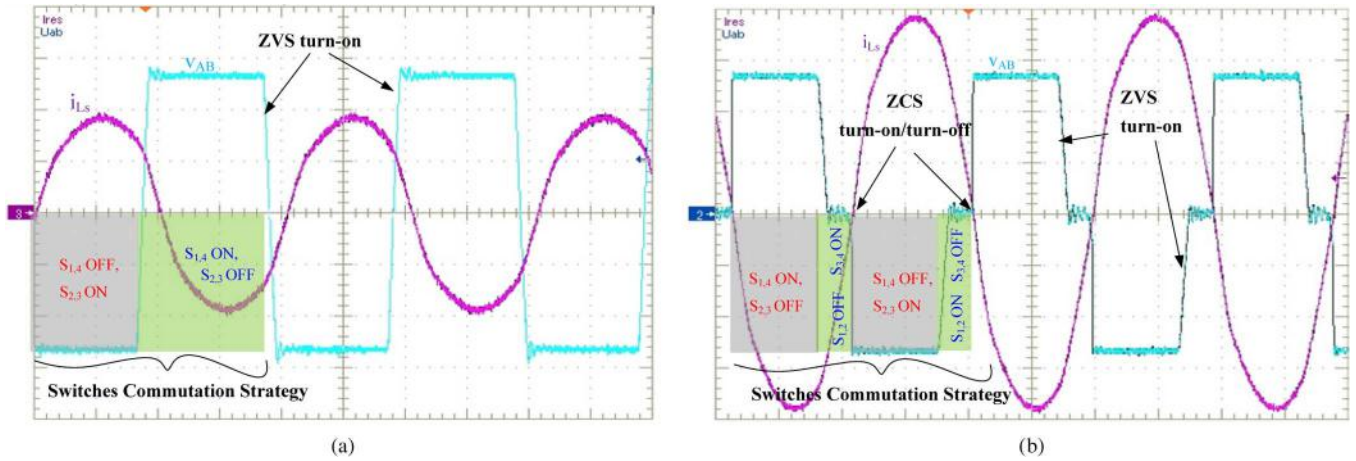 Ires
Uab
ZVS turn-on
vAB
iLs
3
S1,4 OFF,
S2,3 ON
S1,4 ON,
S2,3 OFF
Switches Commutation Strategy
(a)
Ires
Uab
iLs
vAB
ZCS
turn-on/turn-off
ZVS
turn-on
2
S1,4 ON,
S2,3 OFF
S1,2 OFF S3,4 ON
S1,4 OFF,
S2,3 ON
S1,2 ON S3,4 OFF
Switches Commutation Strategy
(b)